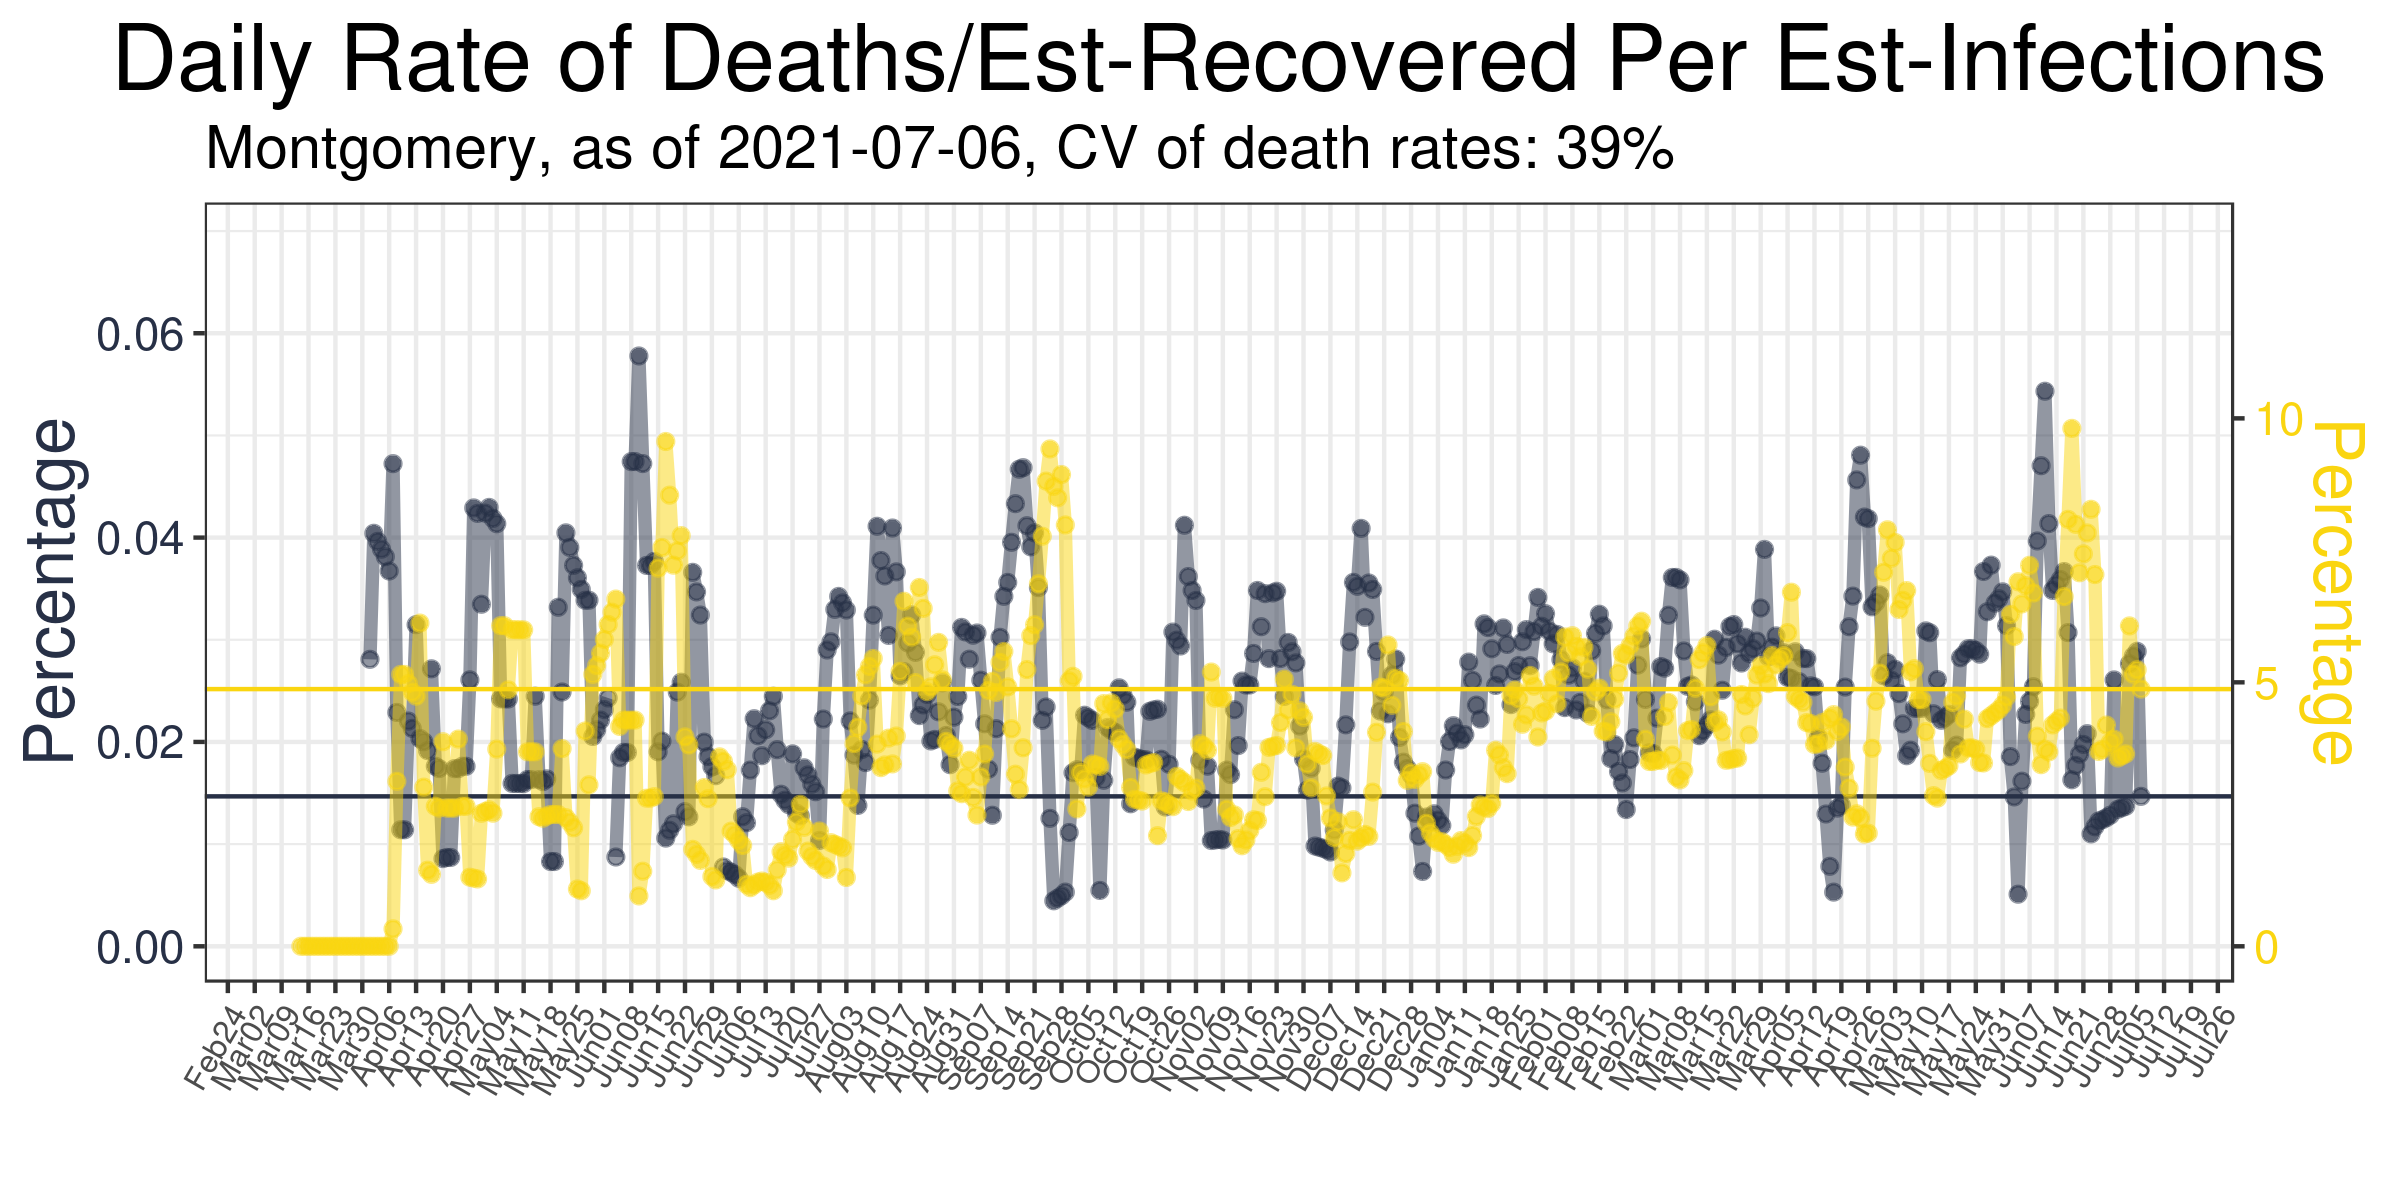 Daily Rate of Deaths/Est-Recovered Per Est-Infections
Montgomery, as of 2021-07-06, CV of death rates: 39%
Percentage
0.06
0.04
0.02
0.00
10
5
0
Percentage
Feb24
Mar02
Mar09
Mar16
Mar23
Mar30
Apr06
Apr13
Apr20
Apr27
May04
May11
May18
May25
Jun01
Jun08
Jun15
Jun22
Jun29
Jul06
Jul13
Jul20
Jul27
Aug03
Aug10
Aug17
Aug24
Aug31
Sep07
Sep14
Sep21
Sep28
Oct05
Oct12
Oct19
Oct26
Nov02
Nov09
Nov16
Nov23
Nov30
Dec07
Dec14
Dec21
Dec28
Jan04
Jan11
Jan18
Jan25
Feb01
Feb08
Feb15
Feb22
Mar01
Mar08
Mar15
Mar22
Mar29
Apr05
Apr12
Apr19
Apr26
May03
May10
May17
May24
May31
Jun07
Jun14
Jun21
Jun28
Jul05
Jul12
Jul19
Jul26